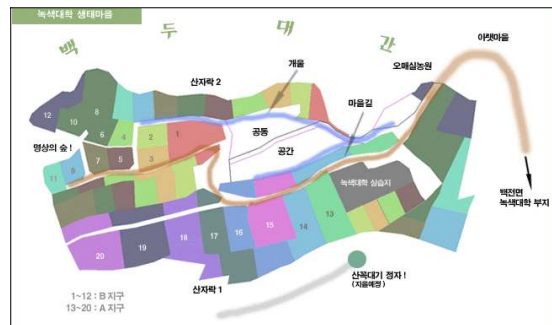 녹색대학 생태마을
백 두 대 간
아랫마을
오매실농원
개울
산자락 2
마을길
공동
공간
명상의 숲 !
녹색대학 실습지
백전면
녹색대학 부지
산꼭대기 정자 !
(지을예정)
산자락 1
12
10
8
6
4
2
1
7
5
3
11
9
20
19
18
17
16
15
14
13
1~12 : B 지구
13~20 : A 지구